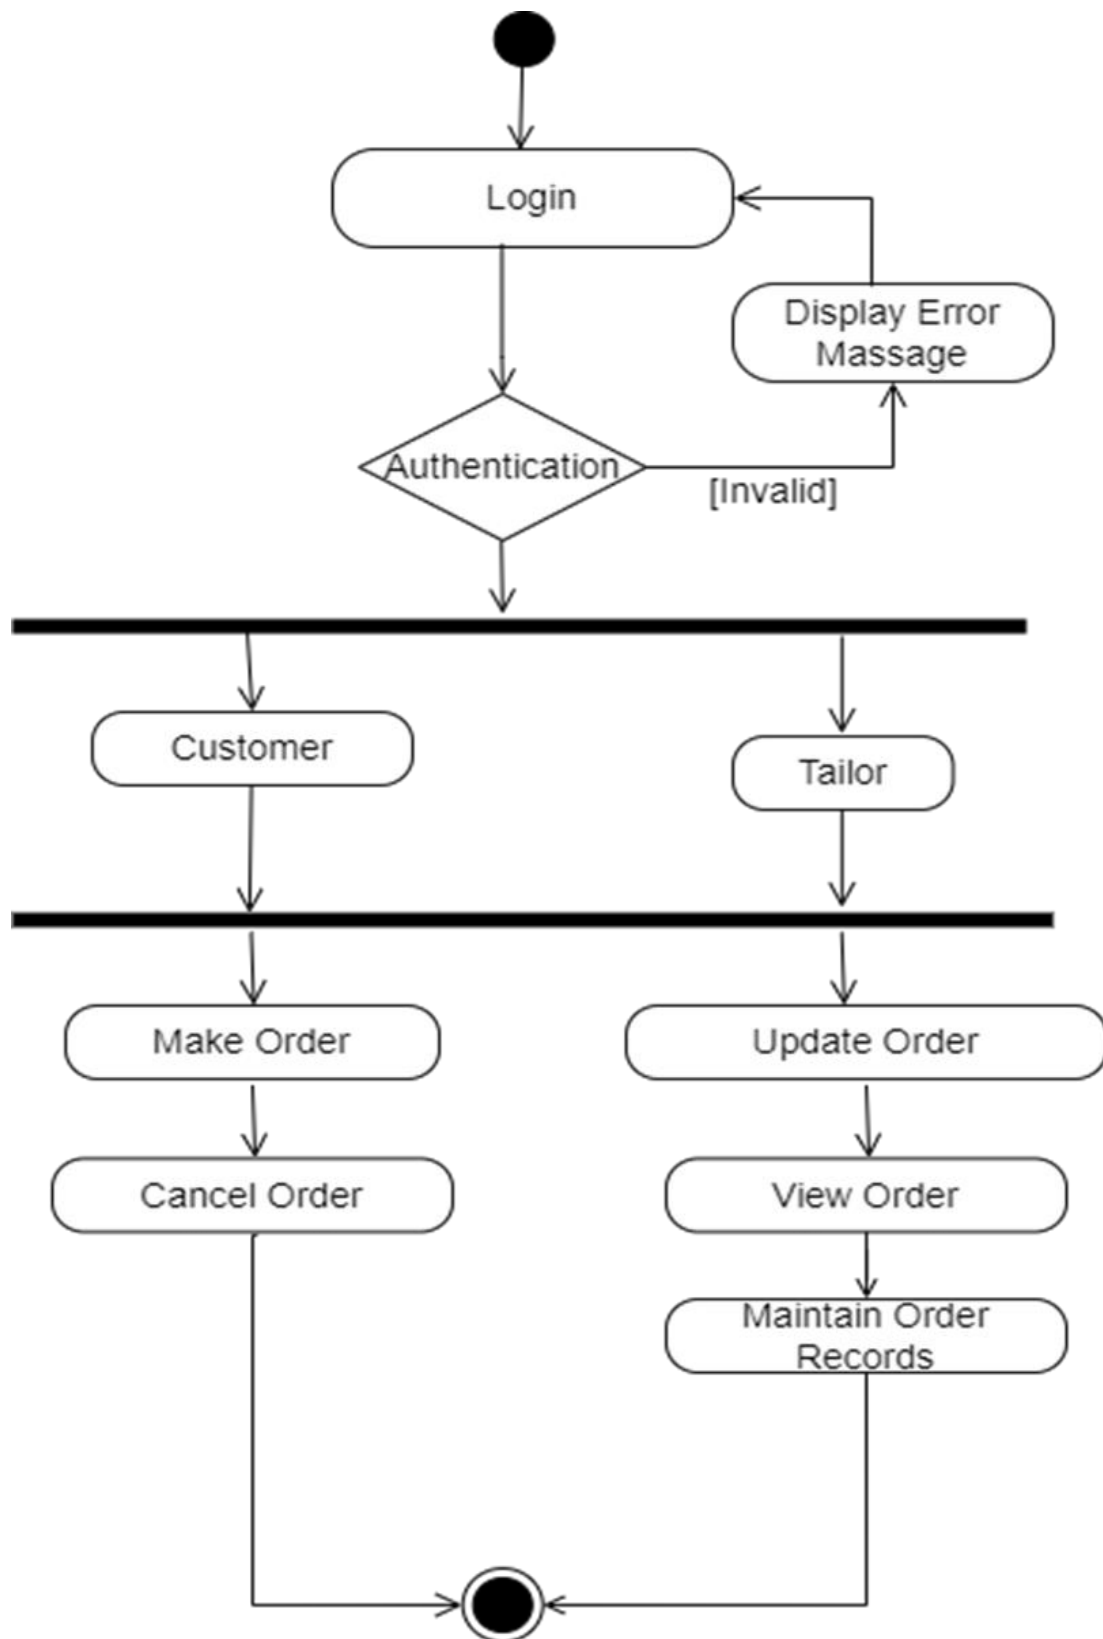 Login
Display Error
Massage
Authentication
[Invalid]
Customer
Tailor
Make Order
Update Order
Cancel Order
View Order
Maintain Order
Records